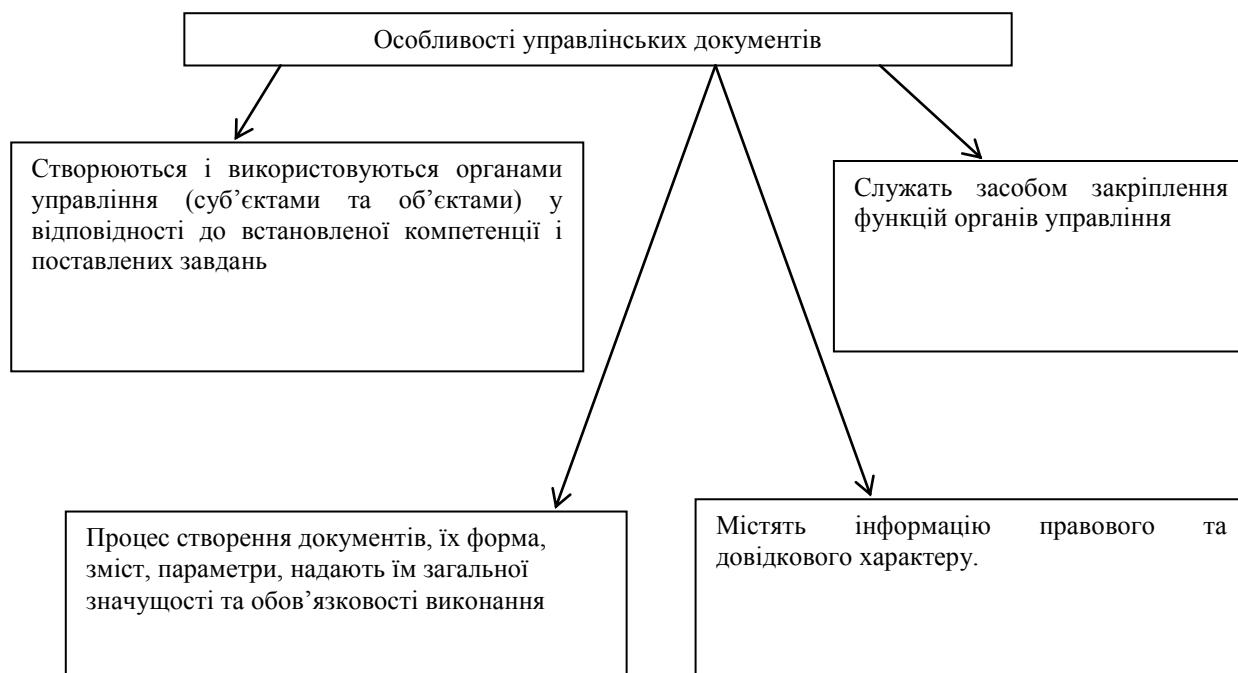 Особливості управлінських документів
Створюються і використовуються органами
управління (суб’єктами та об’єктами) у
відповідності до встановленої компетенції і
поставлених завдань
Служать засобом закріплення
функцій органів управління
Процес створення документів, їх форма,
зміст, параметри, надають їм загальної
значущості та обов’язковості виконання
Містять інформацію правового та
довідкового характеру.